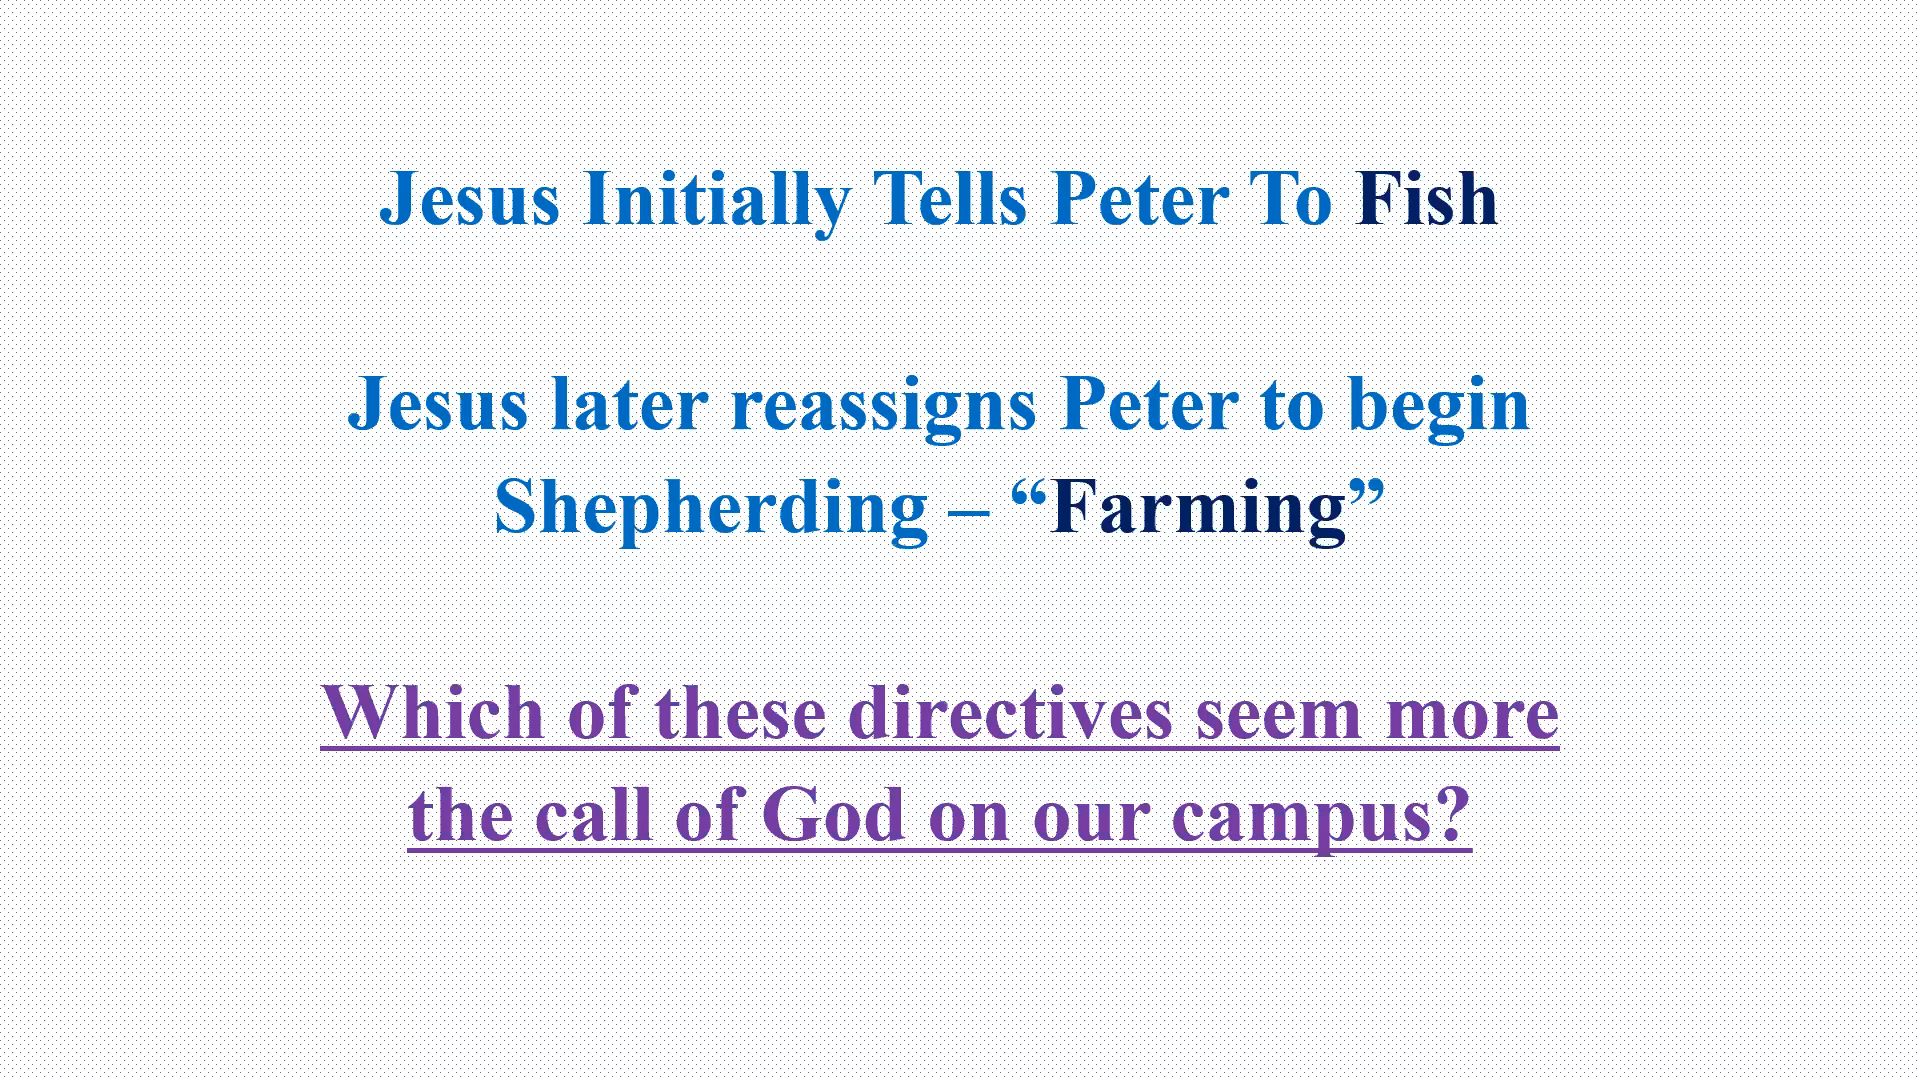 Jesus Initially Tells Peter To Fish
Jesus later reassigns Peter to begin
Shepherding – “Farming”
Which of these directives seem more
the call of God on our campus?